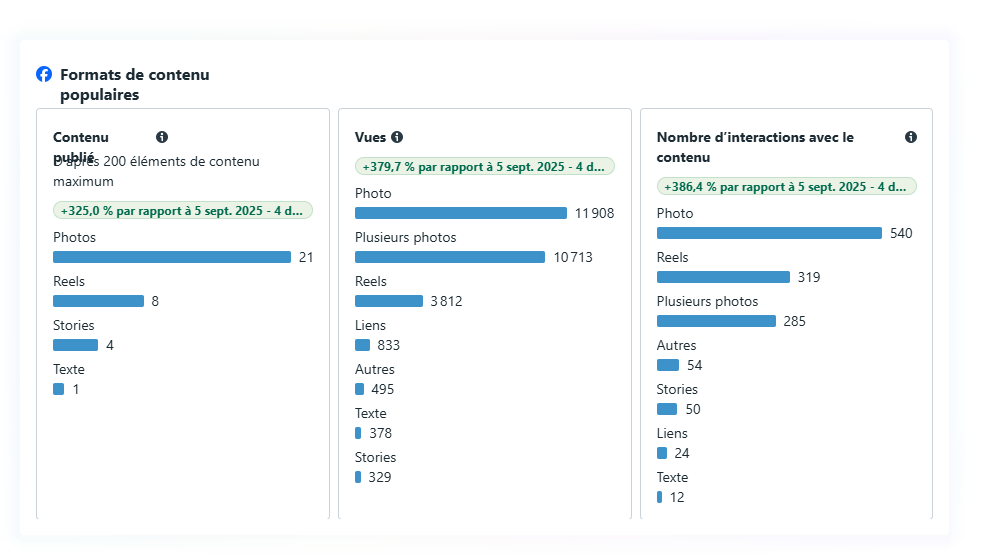 Formats de contenu
populaires
Contenu
publié
D'après 200 éléments de contenu
maximum
+325,0 % par rapport à 5 sept. 2025 - 4 d...
Photos
21
Reels
8
Stories
4
Texte
1
Vues
+379,7 % par rapport à 5 sept. 2025 - 4 d...
Photo
11 908
Plusieurs photos
10 713
Reels
3 812
Liens
833
Autres
495
Texte
378
Stories
329
Nombre d’interactions avec le
contenu
+386,4 % par rapport à 5 sept. 2025 - 4 d...
Photo
540
Reels
319
Plusieurs photos
285
Autres
54
Stories
50
Liens
24
Texte
12